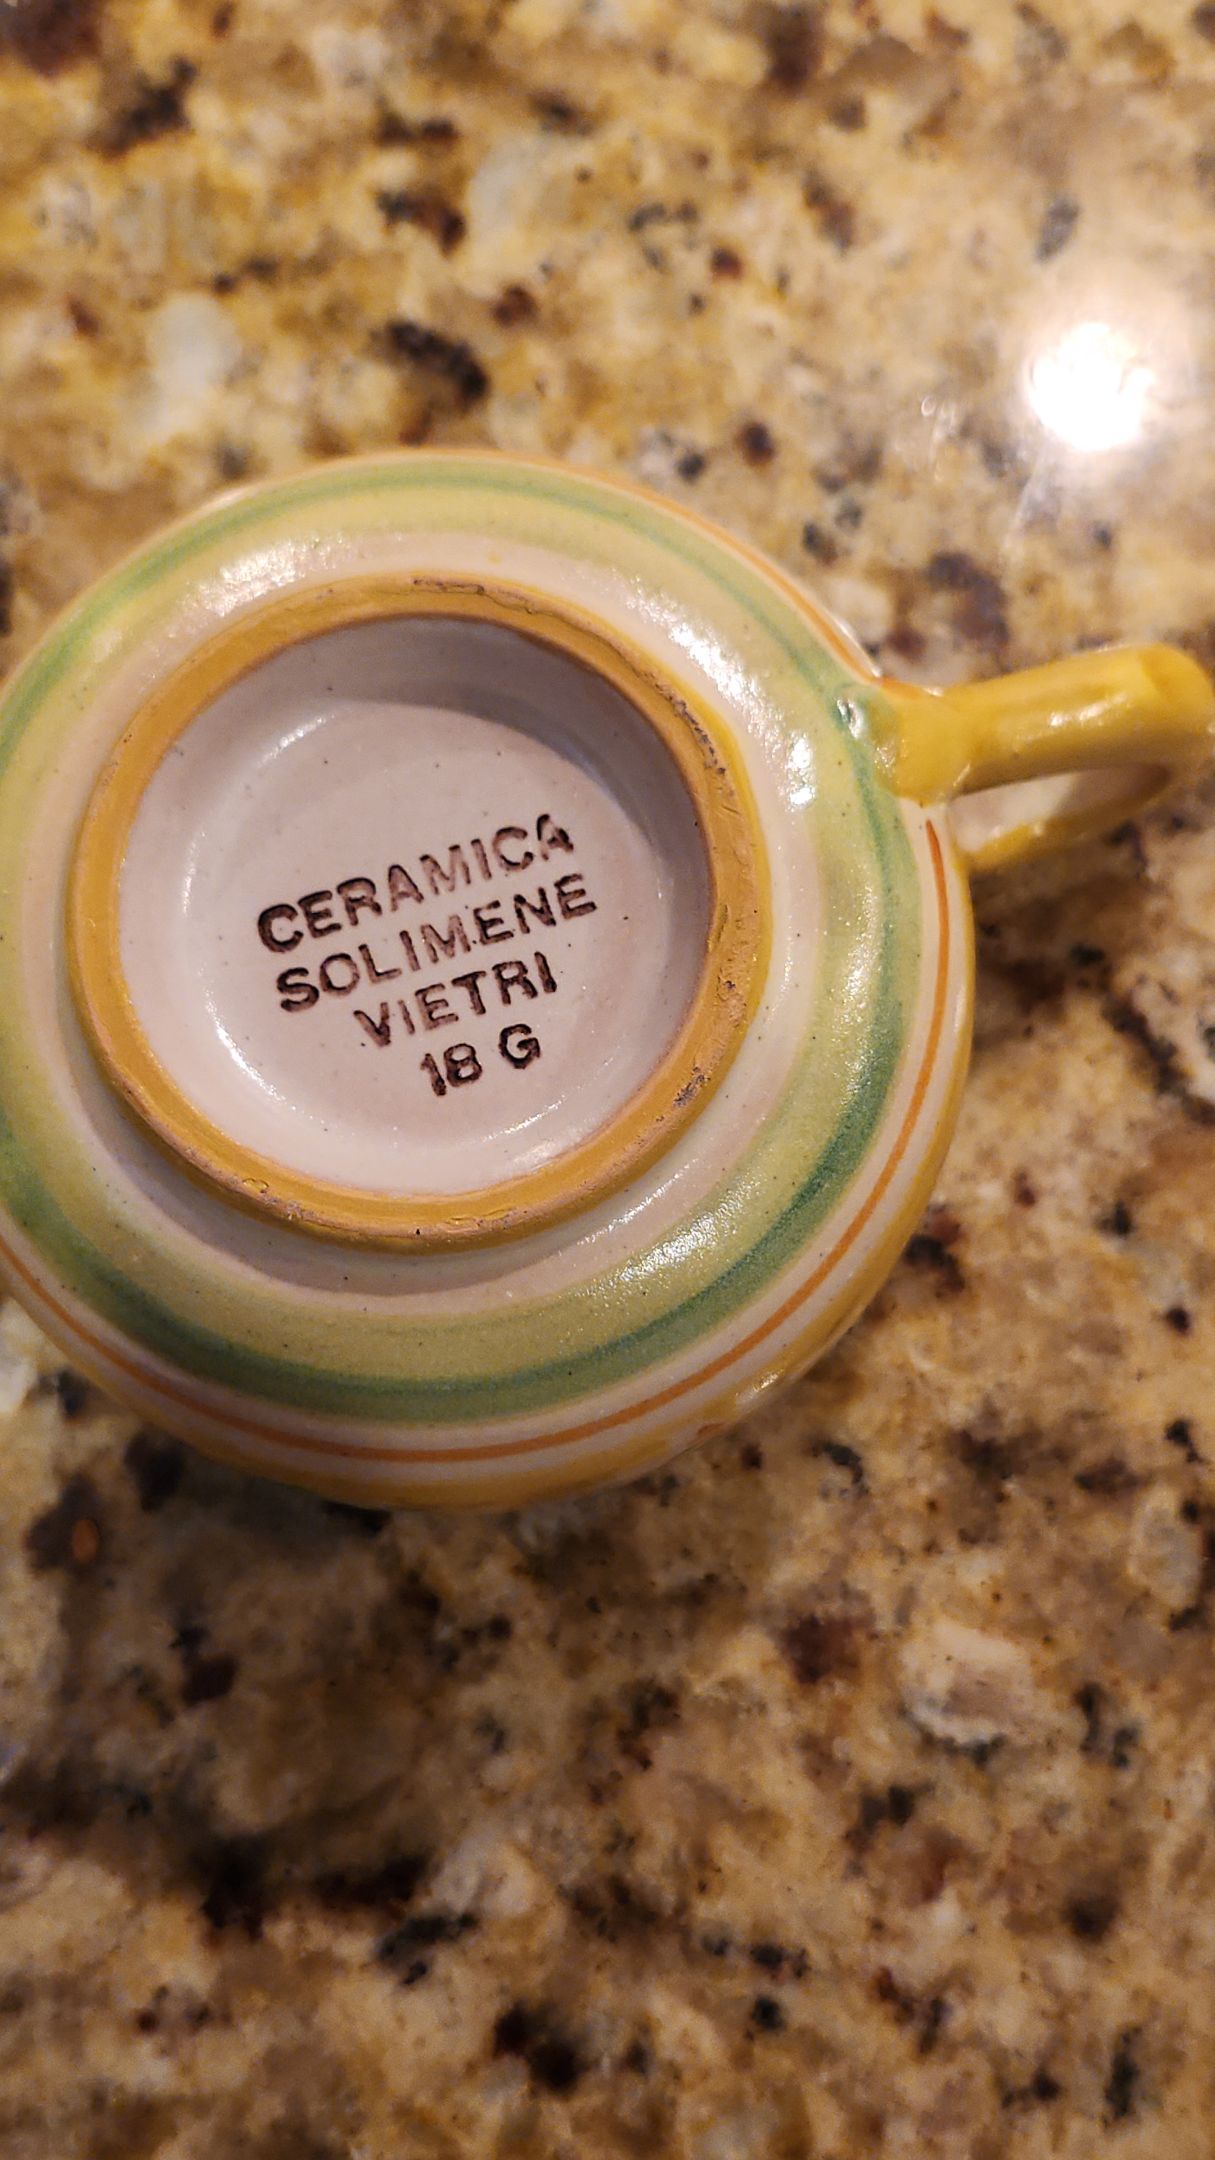 CERAMICA
SOLIMENE
VIETRI
18 G